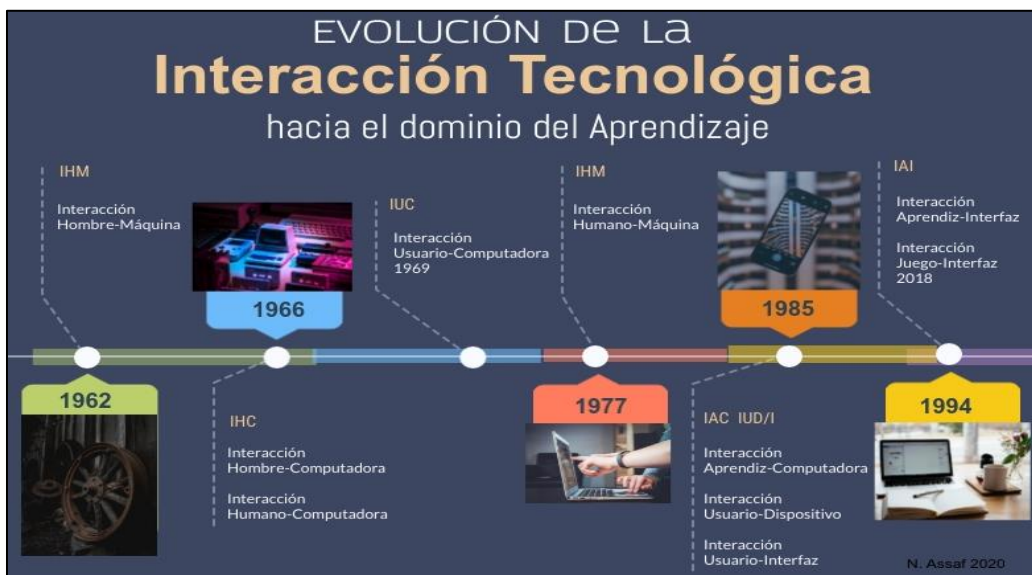 EVOLUCIÓN De La
Interacción Tecnológica
hacia el dominio del Aprendizaje
IHM
Interacción
Hombre-Máquina
1962
1966
IHC
Interacción
Hombre-Computadora
Interacción
Humano-Computadora
IUC
Interacción
Usuario-Computadora
1969
IHM
Interacción
Humano-Máquina
1977
1985
IAC IUD/I
Interacción
Aprendiz-Computadora
Interacción
Usuario-Dispositivo
Interacción
Usuario-Interfaz
IAI
Interacción
Aprendiz-Interfaz
Interacción
Juego-Interfaz
2018
1994
N. Assaf 2020